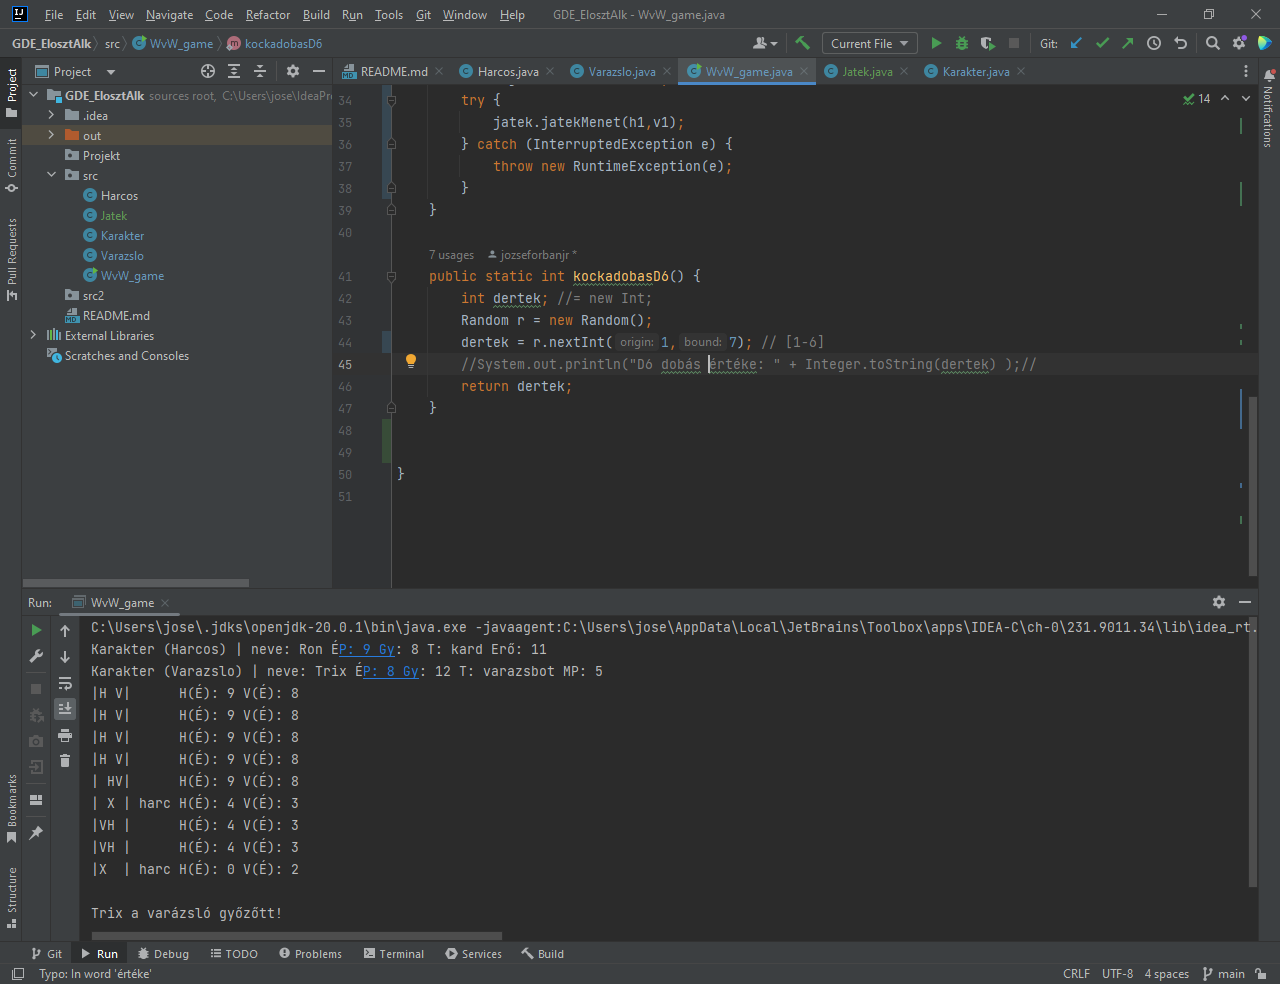 File Edit View Navigate Code Refactor Build Run Tools Git Window Help GDE_ElosztAlk - WvW_game.java
GDE_ElosztAlk src WvW_game kockadobasD6 Current File Git:
Project README.md Harcos.java Varazslo.java WvW_game.java Jatek.java Karakter.java
GDE_ElosztAlk sources root, C:\Users\jose\IdeaPro
.idea
out
Projekt
src
Harcos
Jatek
Karakter
Varazslo
WvW_game
src2
README.md
External Libraries
Scratches and Consoles
Project
Commit
Pull Requests
Bookmarks
Structure
Notifications
14
34 try {
35 jatek.jatekMenet(h1,v1);
36 } catch (InterruptedException e) {
37 throw new RuntimeException(e);
38 }
39 }
40
7 usages jozseforbanjr *
41 public static int kockadobasD6() {
42 int dertek; //= new Int;
43 Random r = new Random();
44 dertek = r.nextInt( origin: 1, bound: 7); // [1-6]
45 //System.out.println("D6 dobás értéke: " + Integer.toString(dertek) );//
46 return dertek;
47 }
48
49
50 }
51
Run: WvW_game
C:\Users\jose\.jdks\openjdk-20.0.1\bin\java.exe -javaagent:C:\Users\jose\AppData\Local\JetBrains\Toolbox\apps\IDEA-C\ch-0\231.9011.34\lib\idea_rt.
Karakter (Harcos) | neve: Ron ÉP: 9 Gy: 8 T: kard Erő: 11
Karakter (Varazslo) | neve: Trix ÉP: 8 Gy: 12 T: varazsbot MP: 5
|H V| H(É): 9 V(É): 8
|H V| H(É): 9 V(É): 8
|H V| H(É): 9 V(É): 8
|H V| H(É): 9 V(É): 8
| HV| H(É): 9 V(É): 8
| X | harc H(É): 4 V(É): 3
|VH | H(É): 4 V(É): 3
|VH | H(É): 4 V(É): 3
|X  | harc H(É): 0 V(É): 2
Trix a varázsló győzőtt!
Git Run Debug TODO Problems Terminal Services Build
Typo: In word 'értéke' CRLF UTF-8 4 spaces main